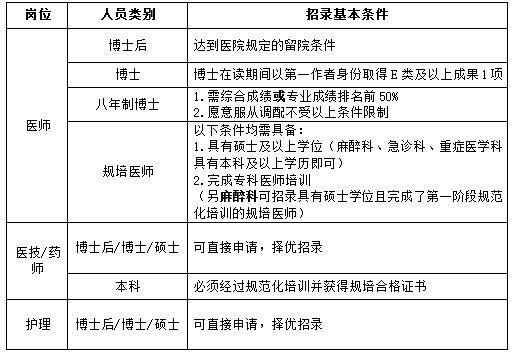 岗位 人员类别 招录基本条件
医师 博士后 达到医院规定的留院条件
博士 博士在读期间以第一作者身份取得 E 类及以上成果 1 项
八年制博士 1.需综合成绩或专业成绩排名前 50%
2.愿意服从调配不受以上条件限制
规培医师 以下条件均需具备：
1.具有硕士及以上学位（麻醉科、急诊科、重症医学科
具有本科及以上学历即可）
2.完成专科医师培训
（另麻醉科可招录具有硕士学位且完成了第一阶段规范
化培训的规培医师）
医技/药
师
博士后/博士/硕士 可直接申请，择优招录
本科 必须经过规范化培训并获得规培合格证书
护理 博士后/博士/硕士 可直接申请，择优招录